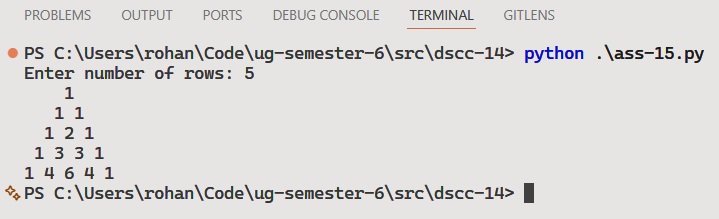 PROBLEMS OUTPUT PORTS DEBUG CONSOLE TERMINAL GITLENS
PS C:\Users\rohan\Code\ug-semester-6\src\dscc-14> python .\ass-15.py
Enter number of rows: 5
    1
   1 1
  1 2 1
 1 3 3 1
1 4 6 4 1
PS C:\Users\rohan\Code\ug-semester-6\src\dscc-14>